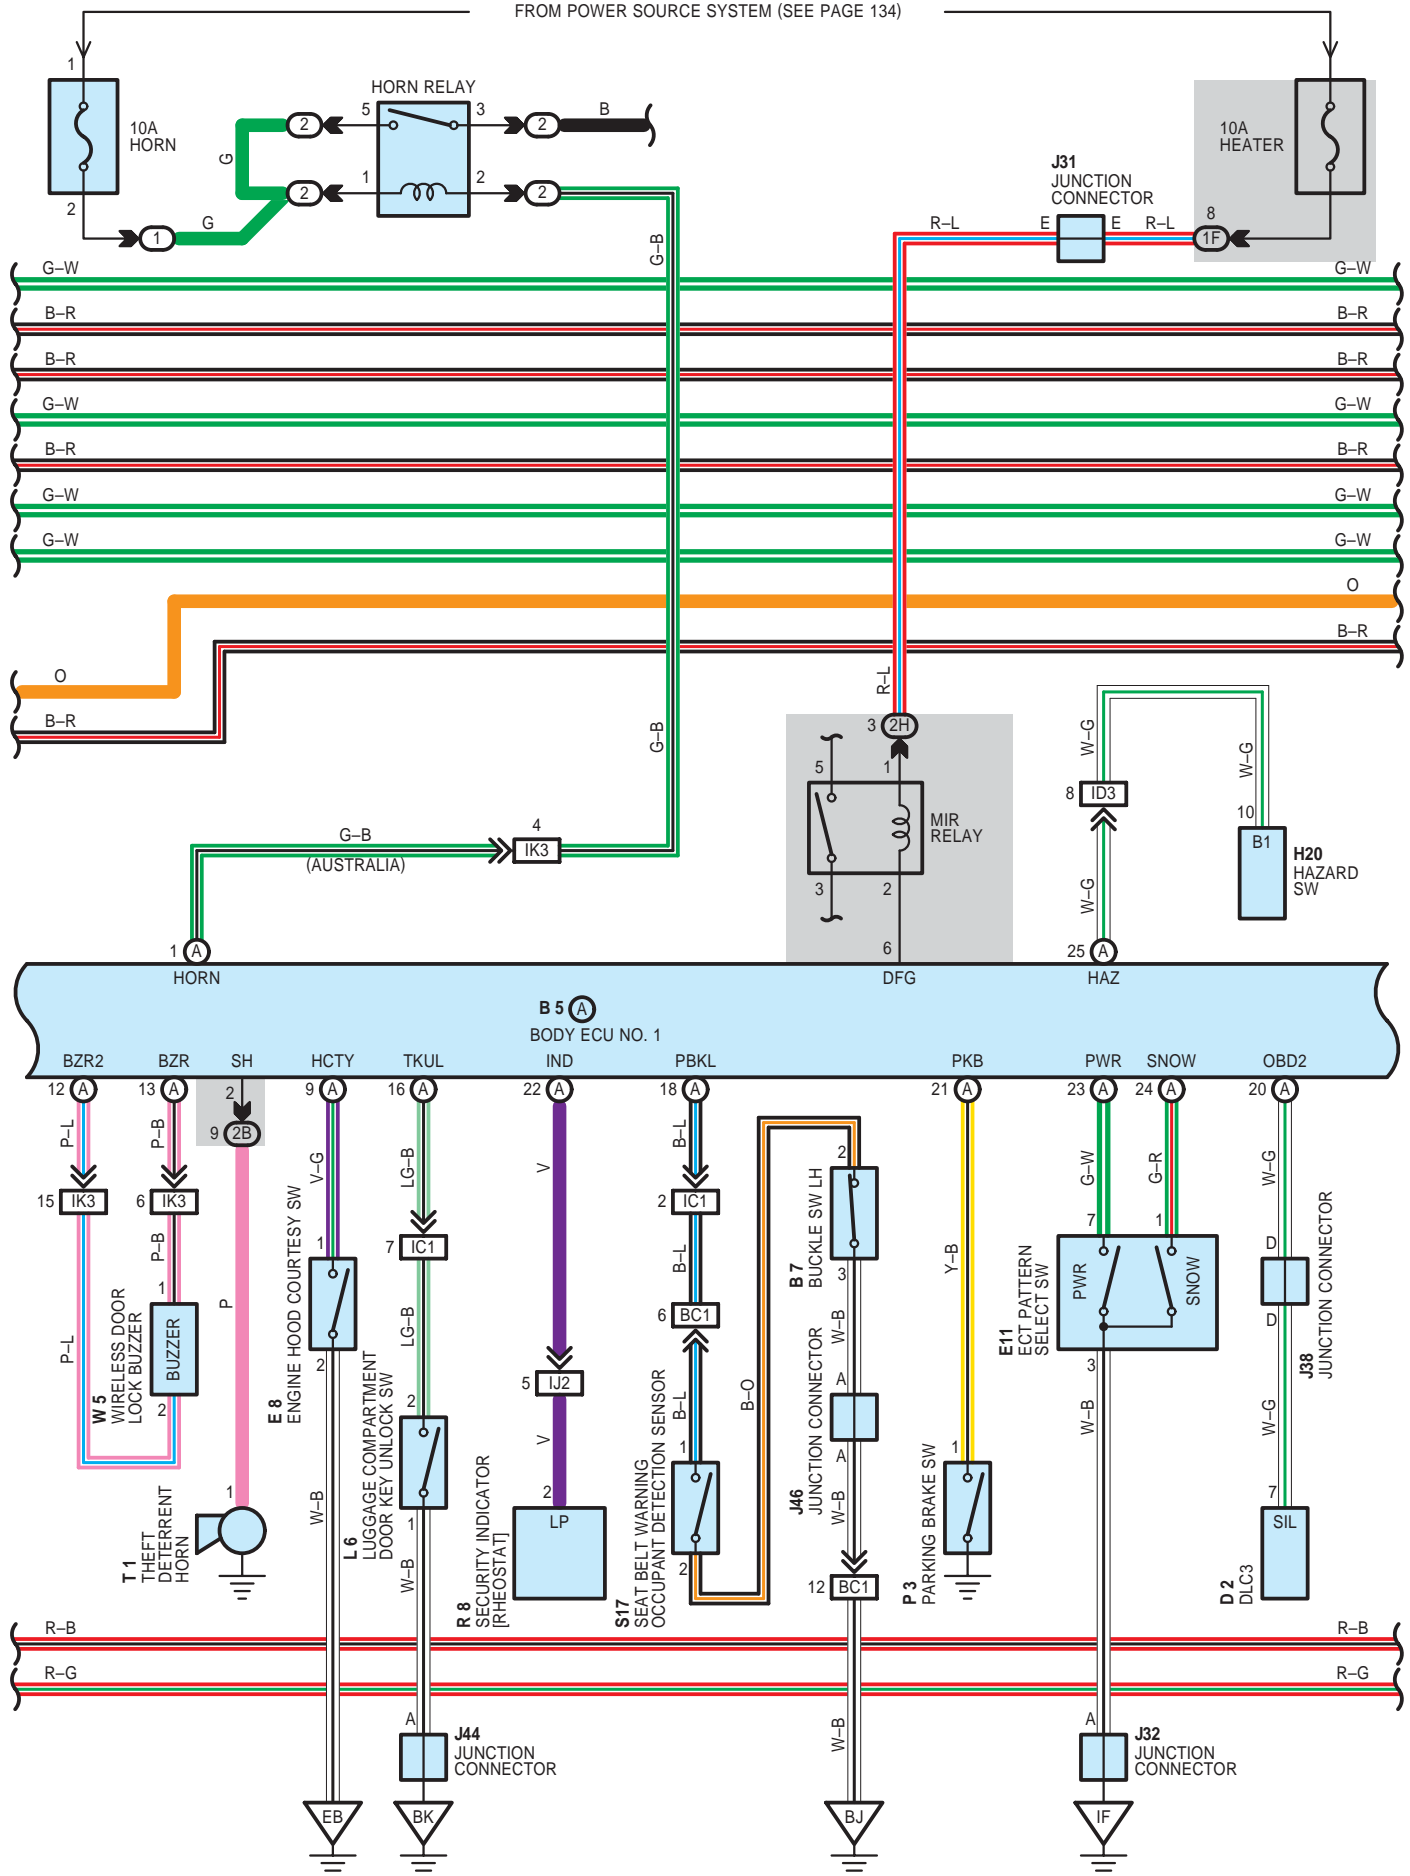 FROM POWER SOURCE SYSTEM (SEE PAGE 134)
1
10A
HORN
2
1
G
G
HORN RELAY
2
5
3
2
B
2
1
2
2
G–B
J31
JUNCTION
CONNECTOR
R–L
E
E
R–L
8
1F
10A
HEATER
G–W
G–W
B–R
B–R
B–R
B–R
G–W
G–W
B–R
B–R
G–W
G–W
G–W
G–W
O
B–R
O
B–R
G–B
R–L
3
2H
5
1
MIR
RELAY
3
2
6
W–G
W–G
8
ID3
10
B1
H20
HAZARD
SW
W–G
G–B
(AUSTRALIA)
4
IK3
1
A
25
A
HORN
DFG
HAZ
B 5
A
BODY ECU NO. 1
BZR2
BZR
SH
HCTY
TKUL
IND
PBKL
PKB
PWR
SNOW
OBD2
12
A
13
A
2
9
A
16
A
22
A
18
A
21
A
23
A
24
A
20
A
9
2B
P–L
P–B
V–G
LG–B
V
B–L
G–W
G–R
W–G
15
IK3
6
IK3
P–B
P–L
1
BUZZER
2
W 5
WIRELESS DOOR
LOCK BUZZER
P
1
T 1
THEFT
DETERRENT
HORN
E 8
ENGINE HOOD COURTESY SW
1
2
W–B
7
IC1
LG–B
2
1
L 6
LUGGAGE COMPARTMENT
DOOR KEY UNLOCK SW
W–B
5
IJ2
V
2
LP
R 8
SECURITY INDICATOR
[RHEOSTAT]
2
IC1
B–L
6
BC1
B–L
1
2
S17
SEAT BELT WARNING
OCCUPANT DETECTION SENSOR
B–O
2
3
B 7
BUCKLE SW LH
W–B
A
A
J46
JUNCTION CONNECTOR
W–B
12
BC1
W–B
Y–B
1
P 3
PARKING BRAKE SW
7
1
PWR
SNOW
E11
ECT PATTERN
SELECT SW
3
W–B
D
D
J38
JUNCTION CONNECTOR
W–G
7
SIL
D 2
DLC3
R–B
R–B
R–G
R–G
A
J44
JUNCTION
CONNECTOR
A
J32
JUNCTION
CONNECTOR
EB
BK
BJ
IF